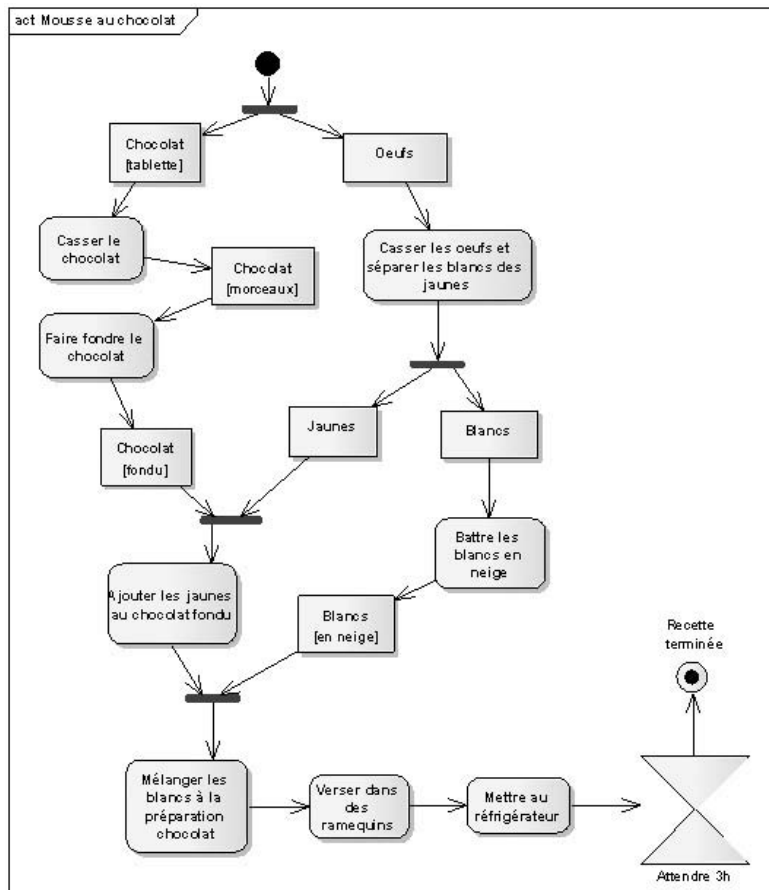 act Mousse au chocolat
Chocolat
[tablette]
Oeufs
Casser le
chocolat
Casser les oeufs et
séparer les blancs des
jaunes
Chocolat
[morceaux]
Faire fondre le
chocolat
Jaunes
Blancs
Chocolat
[fondu]
Battre les
blancs en
neige
Ajouter les jaunes
au chocolat fondu
Blancs
[en neige]
Recette
terminée
Mélanger les
blancs à la
préparation
chocolat
Verser dans
des
ramequins
Mettre au
réfrigérateur
Attendre 3h